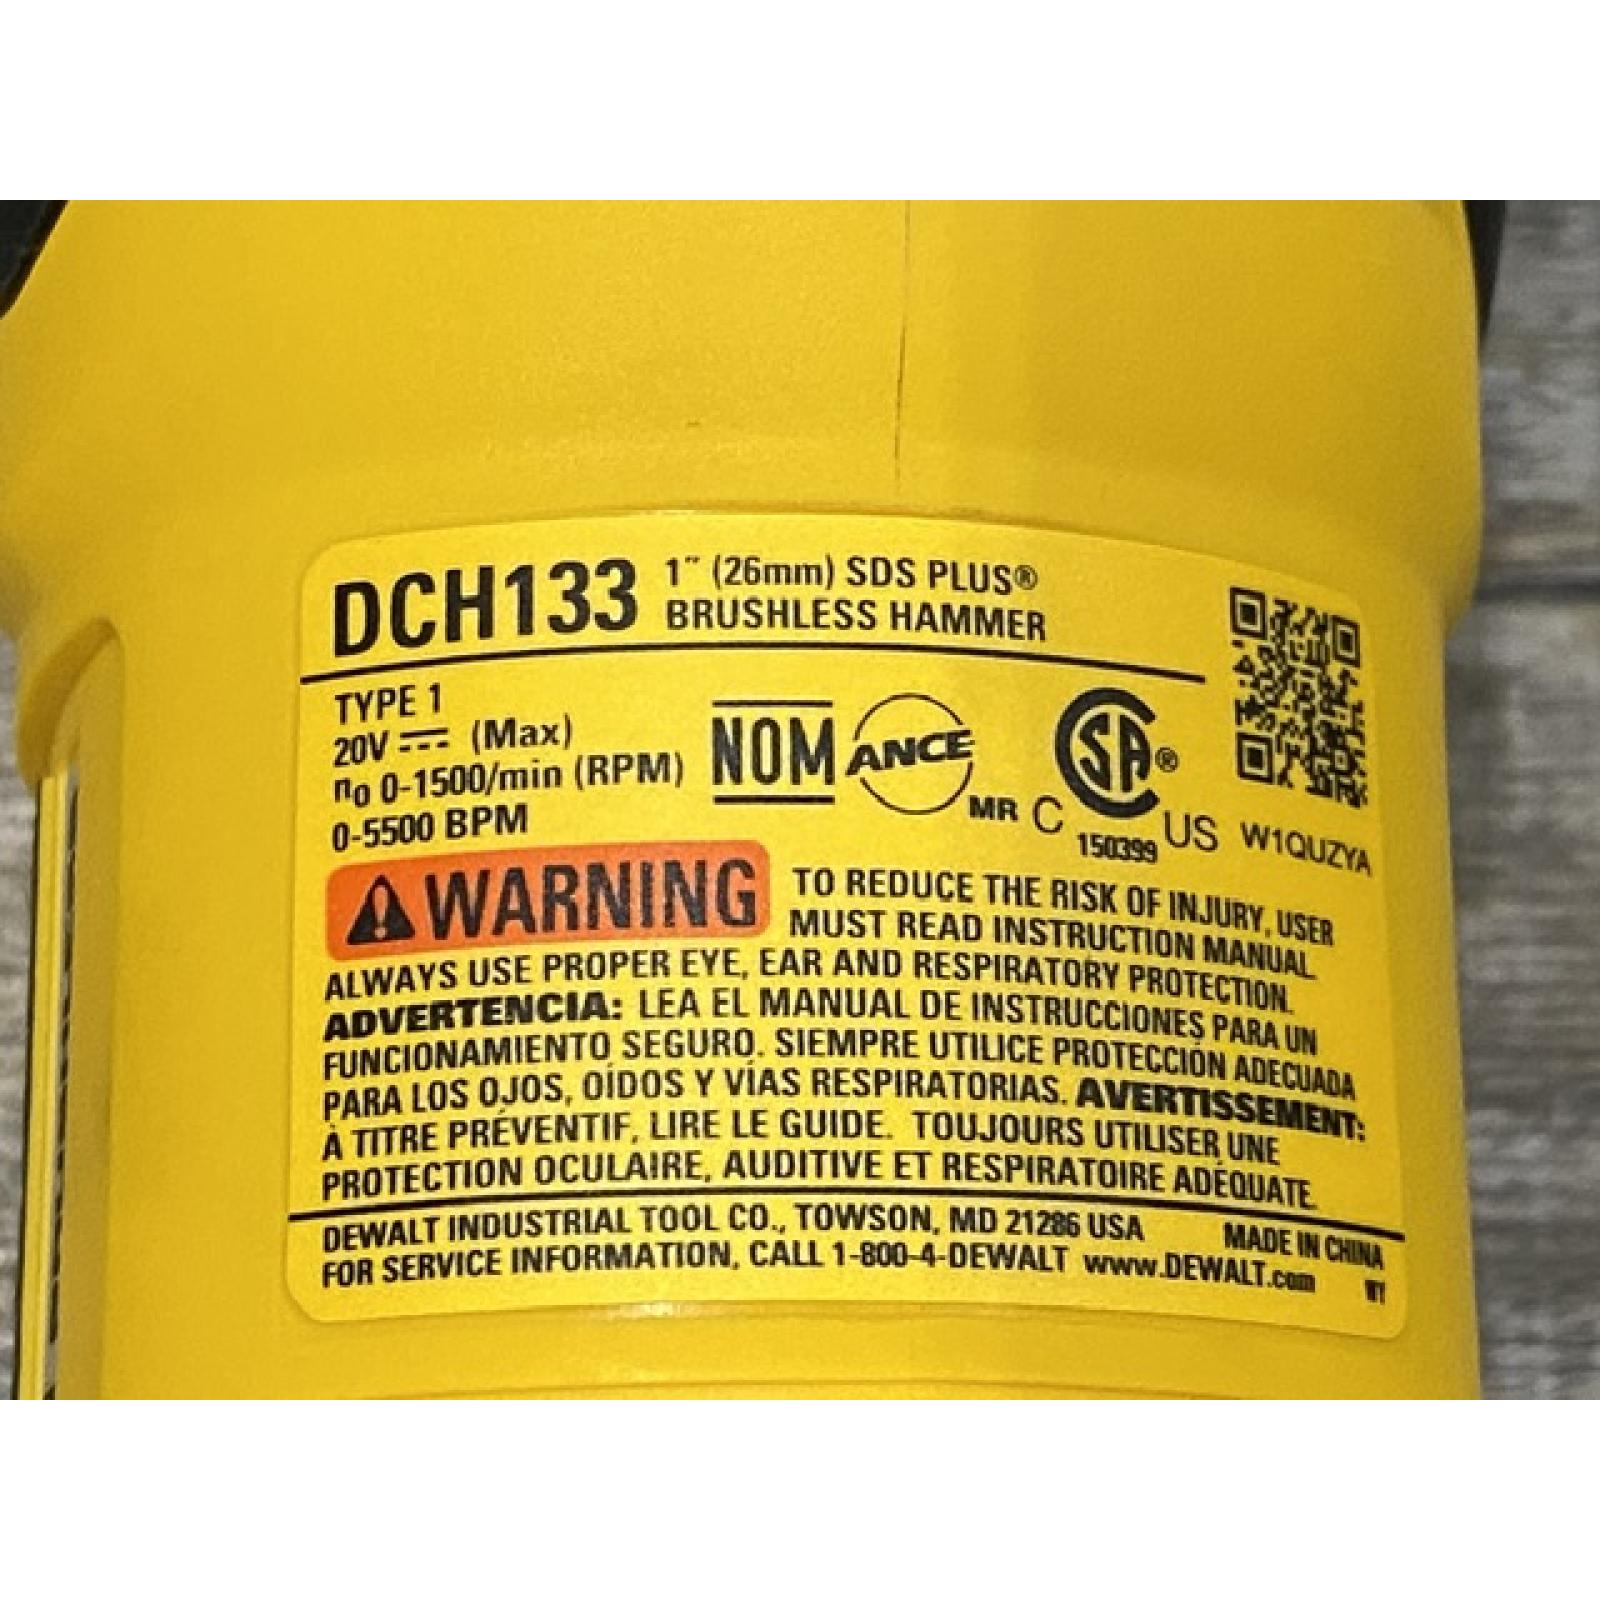 DCH133 1" (26mm) SDS PLUS®
BRUSHLESS HAMMER
TYPE 1
20V (Max)
n0 0-1500/min (RPM)
0-5500 BPM
NOM ANCE MR
C SA® US
150399
W1QUZYA
WARNING TO REDUCE THE RISK OF INJURY, USER
MUST READ INSTRUCTION MANUAL.
ALWAYS USE PROPER EYE, EAR AND RESPIRATORY PROTECTION.
ADVERTENCIA: LEA EL MANUAL DE INSTRUCCIONES PARA UN
FUNCIONAMIENTO SEGURO. SIEMPRE UTILICE PROTECCIÓN ADECUADA
PARA LOS OJOS, OÍDOS Y VÍAS RESPIRATORIAS. AVERTISSEMENT:
À TITRE PRÉVENTIF, LIRE LE GUIDE. TOUJOURS UTILISER UNE
PROTECTION OCULAIRE, AUDITIVE ET RESPIRATOIRE ADÉQUATE.
DEWALT INDUSTRIAL TOOL CO., TOWSON, MD 21286 USA MADE IN CHINA
FOR SERVICE INFORMATION, CALL 1-800-4-DEWALT www.DEWALT.com WY